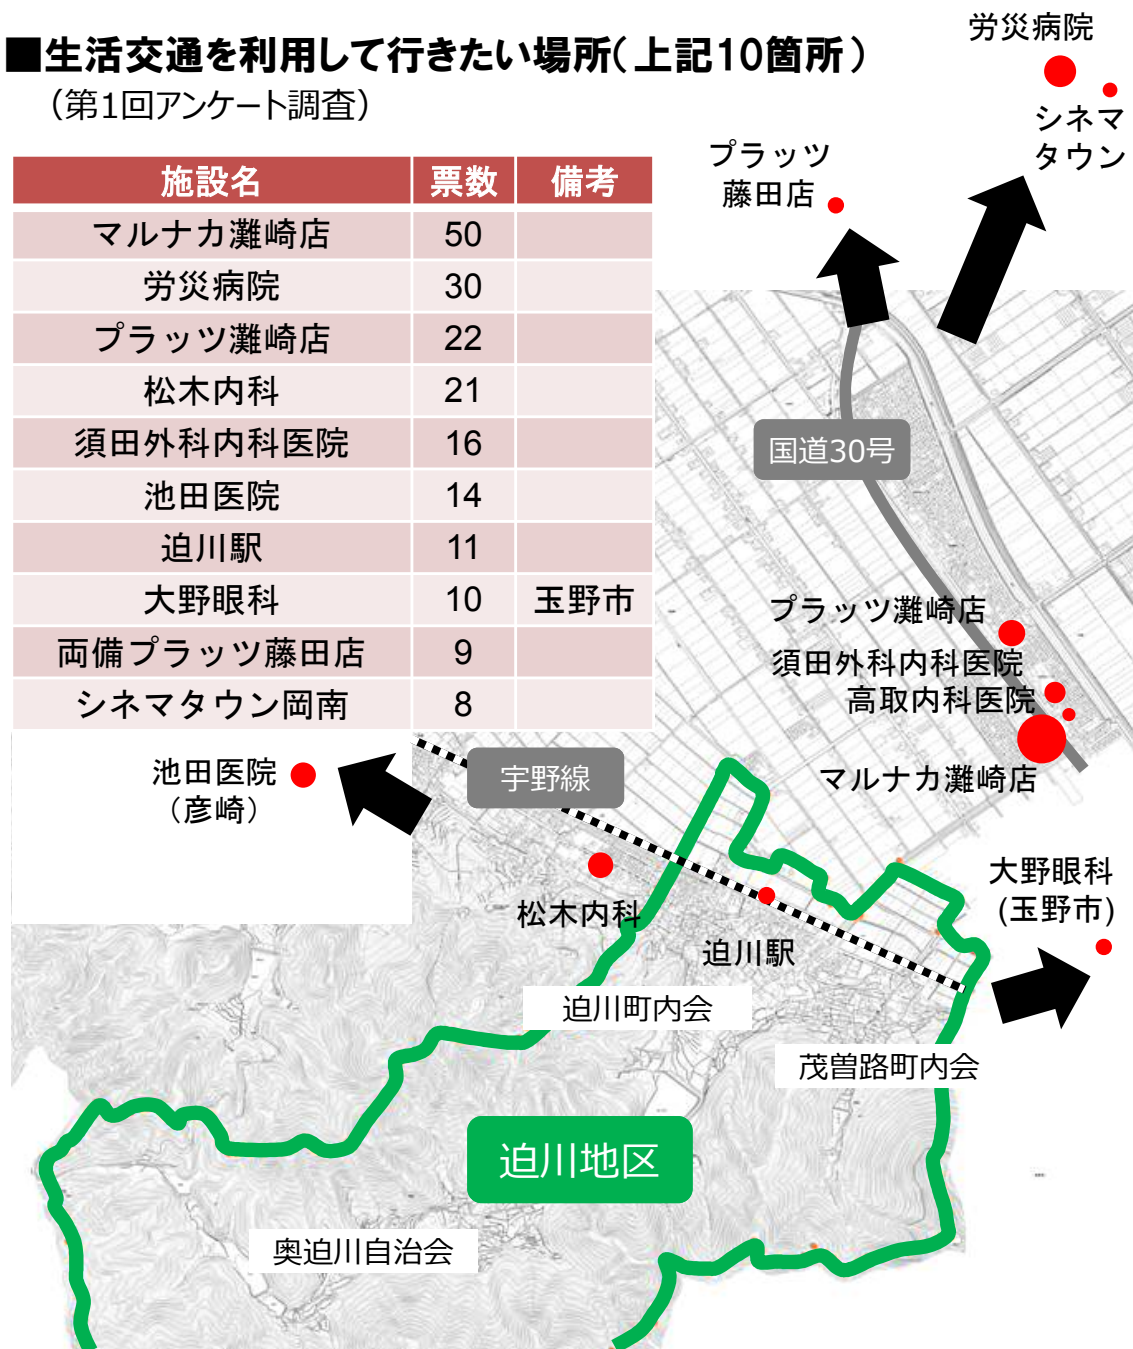 ■生活交通を利用して行きたい場所(上記10箇所)
(第1回アンケート調査)
施設名 票数 備考
マルナカ灘崎店 50
労災病院 30
プラッツ灘崎店 22
松木内科 21
須田外科内科医院 16
池田医院 14
迫川駅 11
大野眼科 10 玉野市
両備プラッツ藤田店 9
シネマタウン岡南 8
労災病院
シネマ
タウン
プラッツ
藤田店
国道30号
プラッツ灘崎店
須田外科内科医院
高取内科医院
マルナカ灘崎店
池田医院
(彦崎)
宇野線
松木内科
迫川駅
大野眼科
(玉野市)
迫川町内会
茂曽路町内会
迫川地区
奥迫川自治会